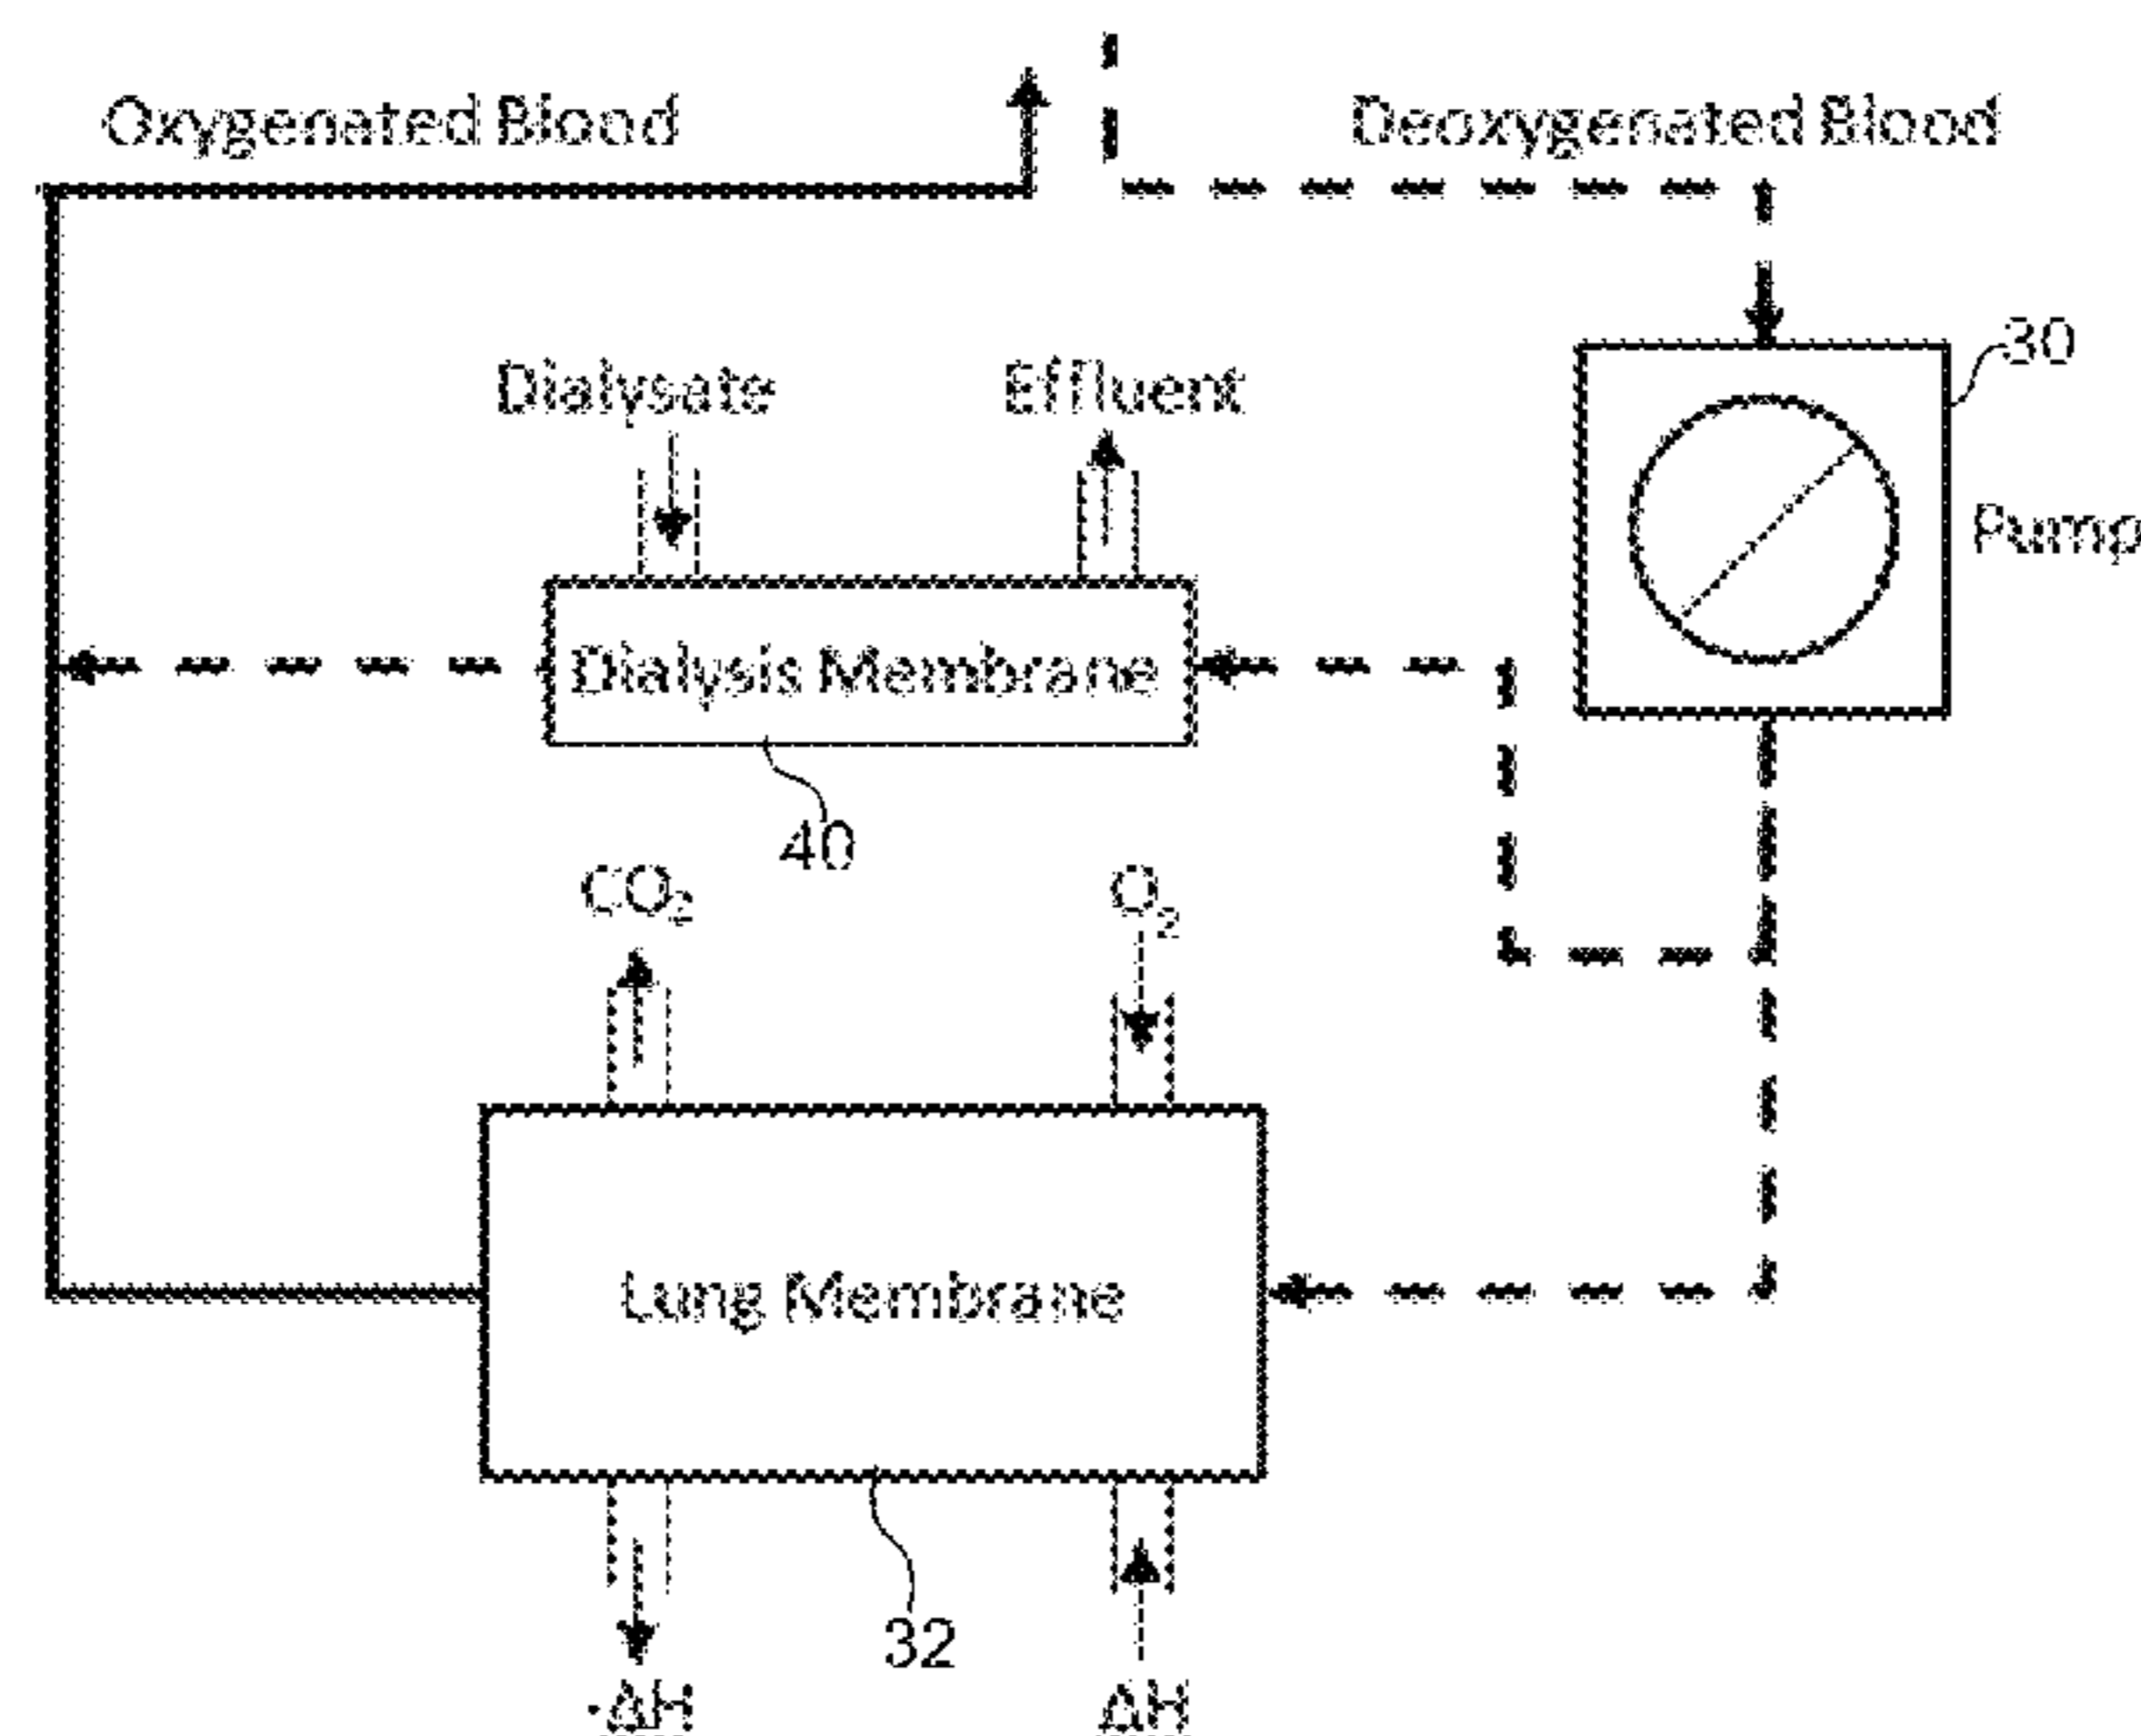 Oxygenated Blood
Deoxygenated Blood
30
Dialysate
Effluent
Pump
Dialysis Membrane
40
CO₂
O₂
Lung Membrane
32
-ΔH
ΔH